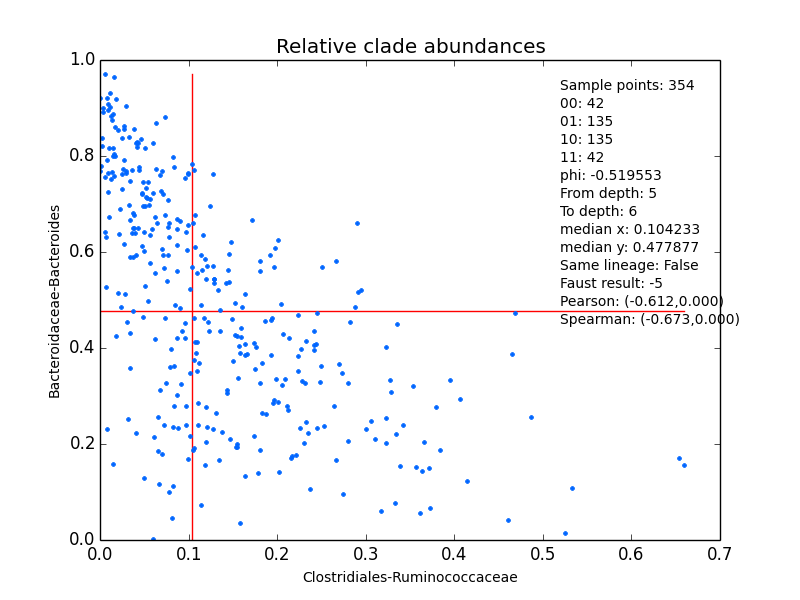 Relative clade abundances
Sample points: 354
00: 42
01: 135
10: 135
11: 42
phi: -0.519553
From depth: 5
To depth: 6
median x: 0.104233
median y: 0.477877
Same lineage: False
Faust result: -5
Pearson: (-0.612,0.000)
Spearman: (-0.673,0.000)
1.0
0.8
0.6
0.4
0.2
0.0
Bacteroidaceae-Bacteroides
0.0 0.1 0.2 0.3 0.4 0.5 0.6 0.7
Clostridiales-Ruminococcaceae